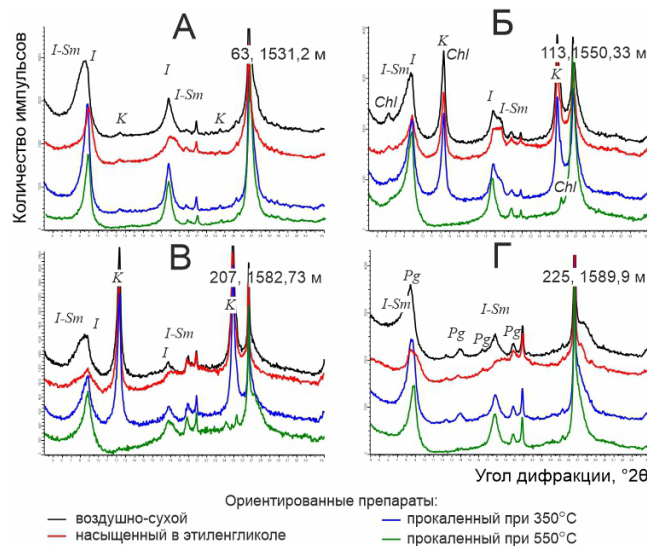 Количество импульсов
А
63, 1531,2 м
I-Sm
I
K
I
I-Sm
K
Б
113,1550,33 м
I-Sm
I
K
Chl
Chl
I
I-Sm
K
Chl
В
207, 1582,73 м
I-Sm
I
K
I-Sm
I
K
Г
225, 1589,9 м
Pg
I-Sm
I-Sm
Pg
Pg
Pg
Угол дифракции, °2θ
Ориентированные препараты:
воздушно-сухой
насыщенный в этиленгликоле
прокаленный при 350°С
прокаленный при 550°С